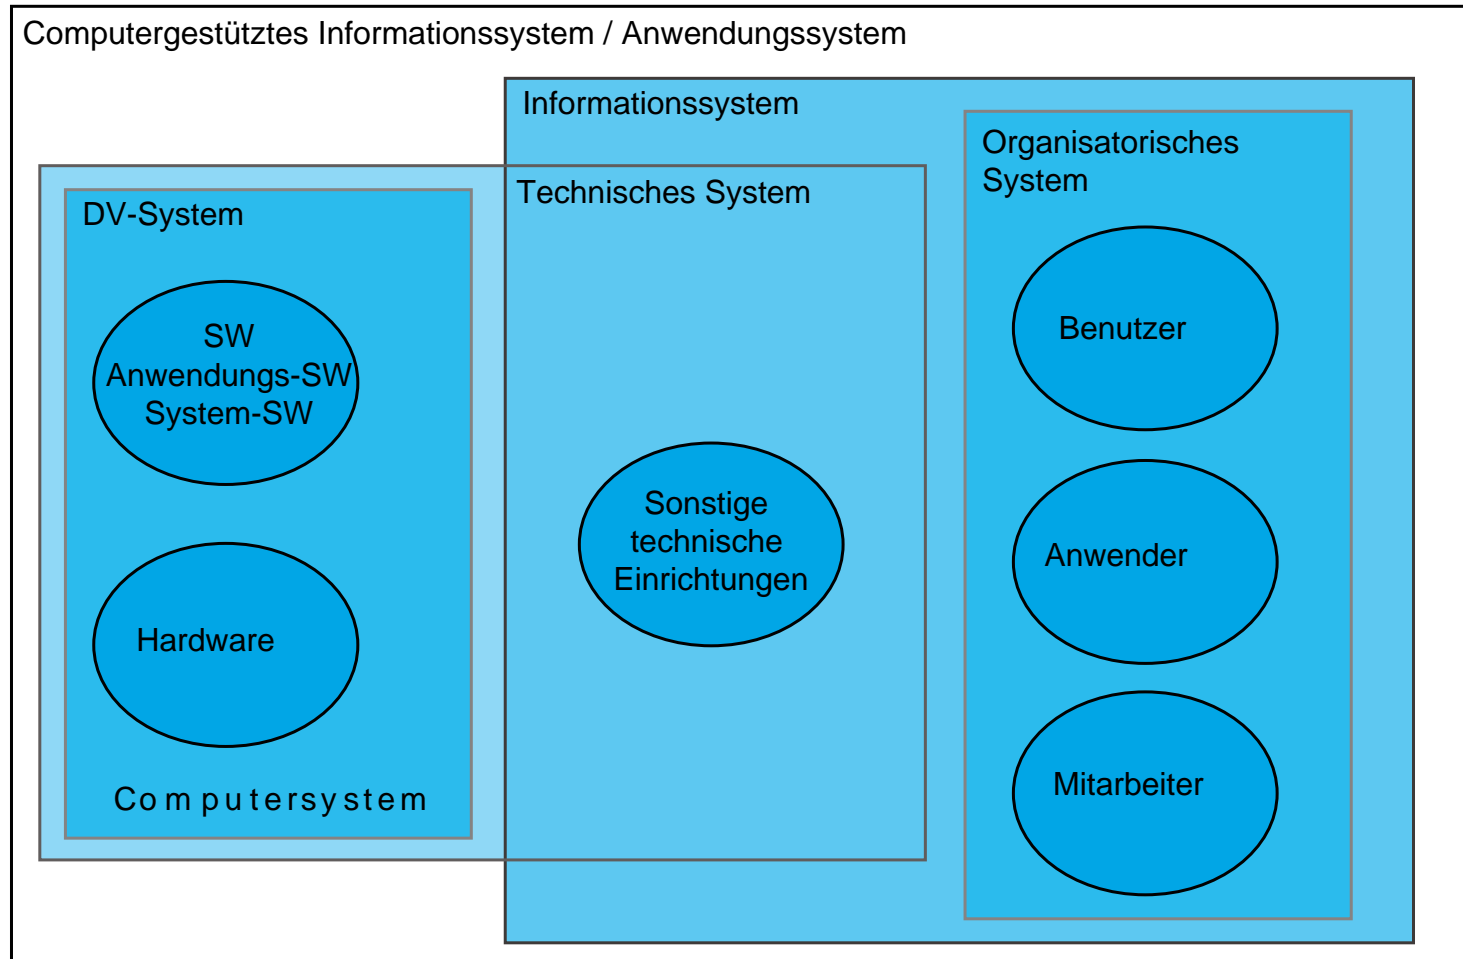 Computergestütztes Informationssystem / Anwendungssystem
Informationssystem
Organisatorisches
System
Technisches System
DV-System
SW
Anwendungs-SW
System-SW
Hardware
Computersystem
Sonstige
technische
Einrichtungen
Benutzer
Anwender
Mitarbeiter